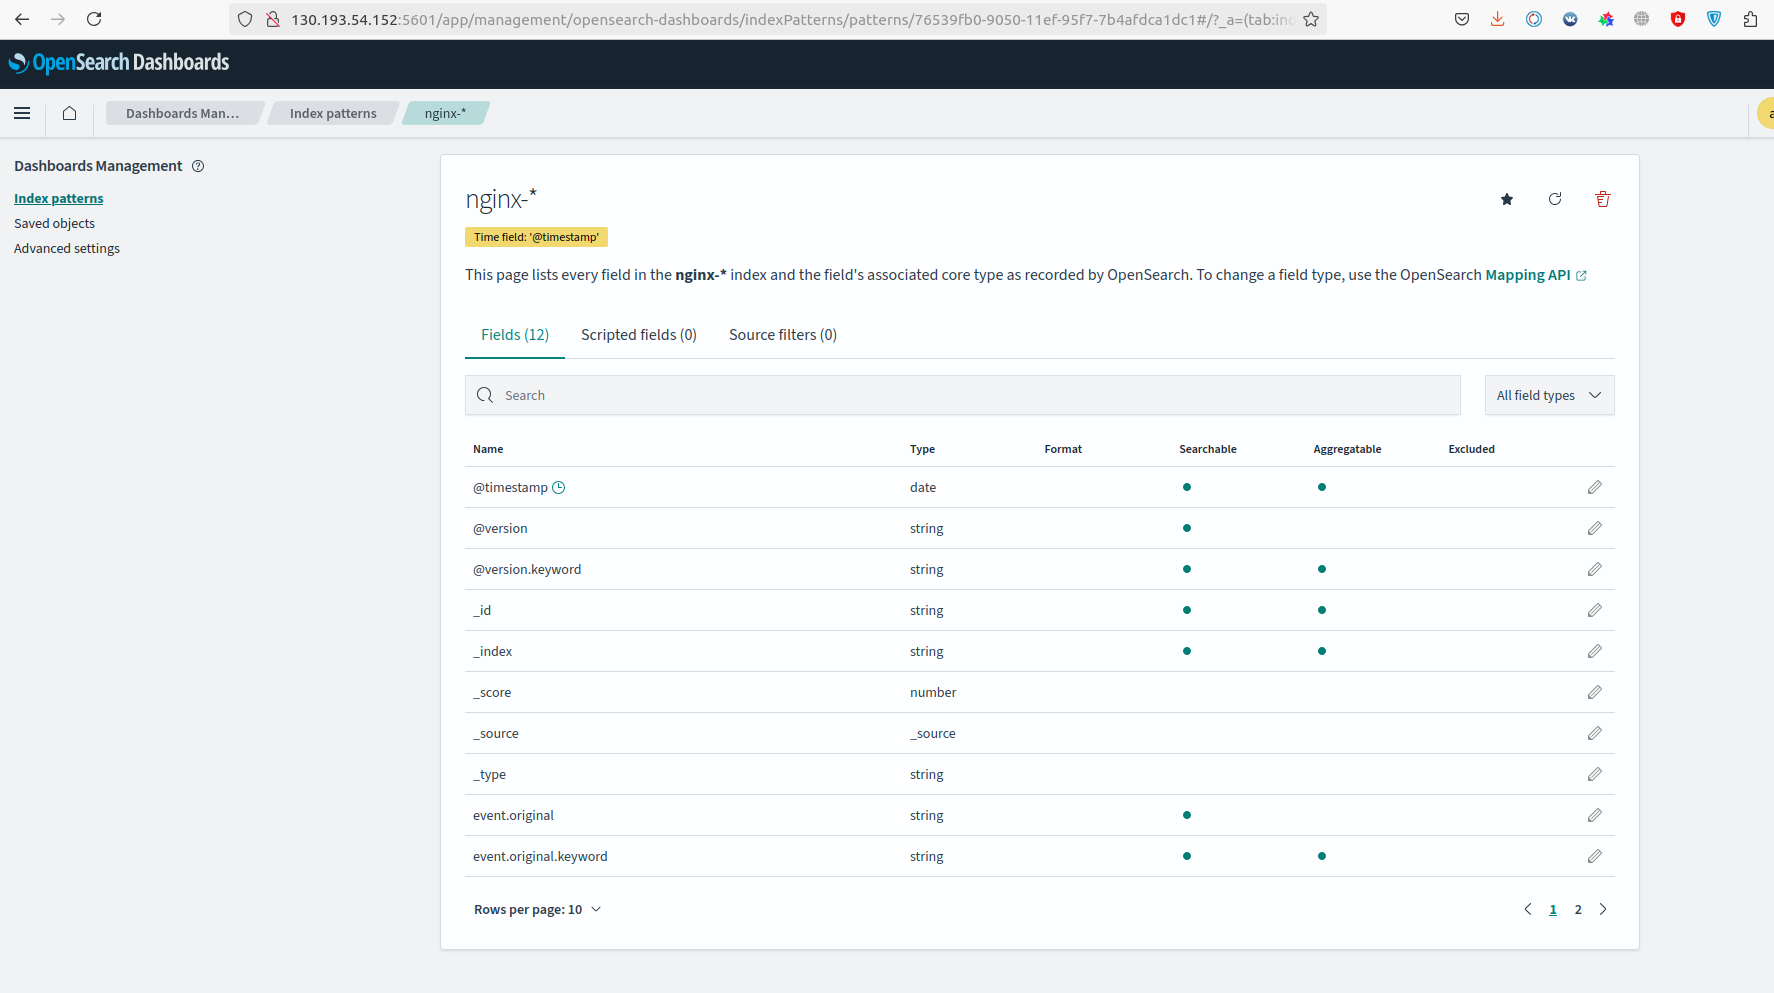 130.193.54.152:5601/app/management/opensearch-dashboards/indexPatterns/patterns/76539fb0-9050-11ef-95f7-7b4afdca1dc1#/?_a=(tab:ind
OpenSearch Dashboards
Dashboards Man... Index patterns nginx-*
a
Dashboards Management
Index patterns
Saved objects
Advanced settings
nginx-*
Time field: '@timestamp'
This page lists every field in the nginx-* index and the field's associated core type as recorded by OpenSearch. To change a field type, use the OpenSearch Mapping API
Fields (12) Scripted fields (0) Source filters (0)
Search All field types
Name Type Format Searchable Aggregatable Excluded
@timestamp date
@version string
@version.keyword string
_id string
_index string
_score number
_source _source
_type string
event.original string
event.original.keyword string
Rows per page: 10 1 2